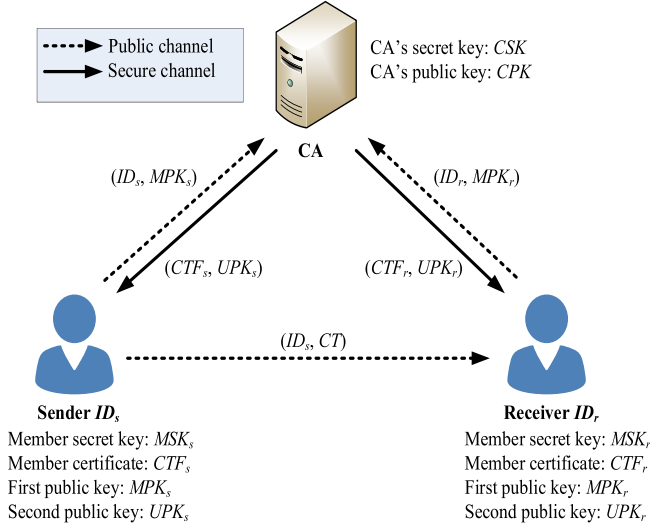 Public channel
Secure channel
CA's secret key: CSK
CA's public key: CPK
CA
(IDs, MPKs)
(IDr, MPKr)
(CTFs, UPKs)
(CTFr, UPKr)
(IDs, CT)
Sender IDs
Member secret key: MSKs
Member certificate: CTFs
First public key: MPKs
Second public key: UPKs
Receiver IDr
Member secret key: MSKr
Member certificate: CTFr
First public key: MPKr
Second public key: UPKr